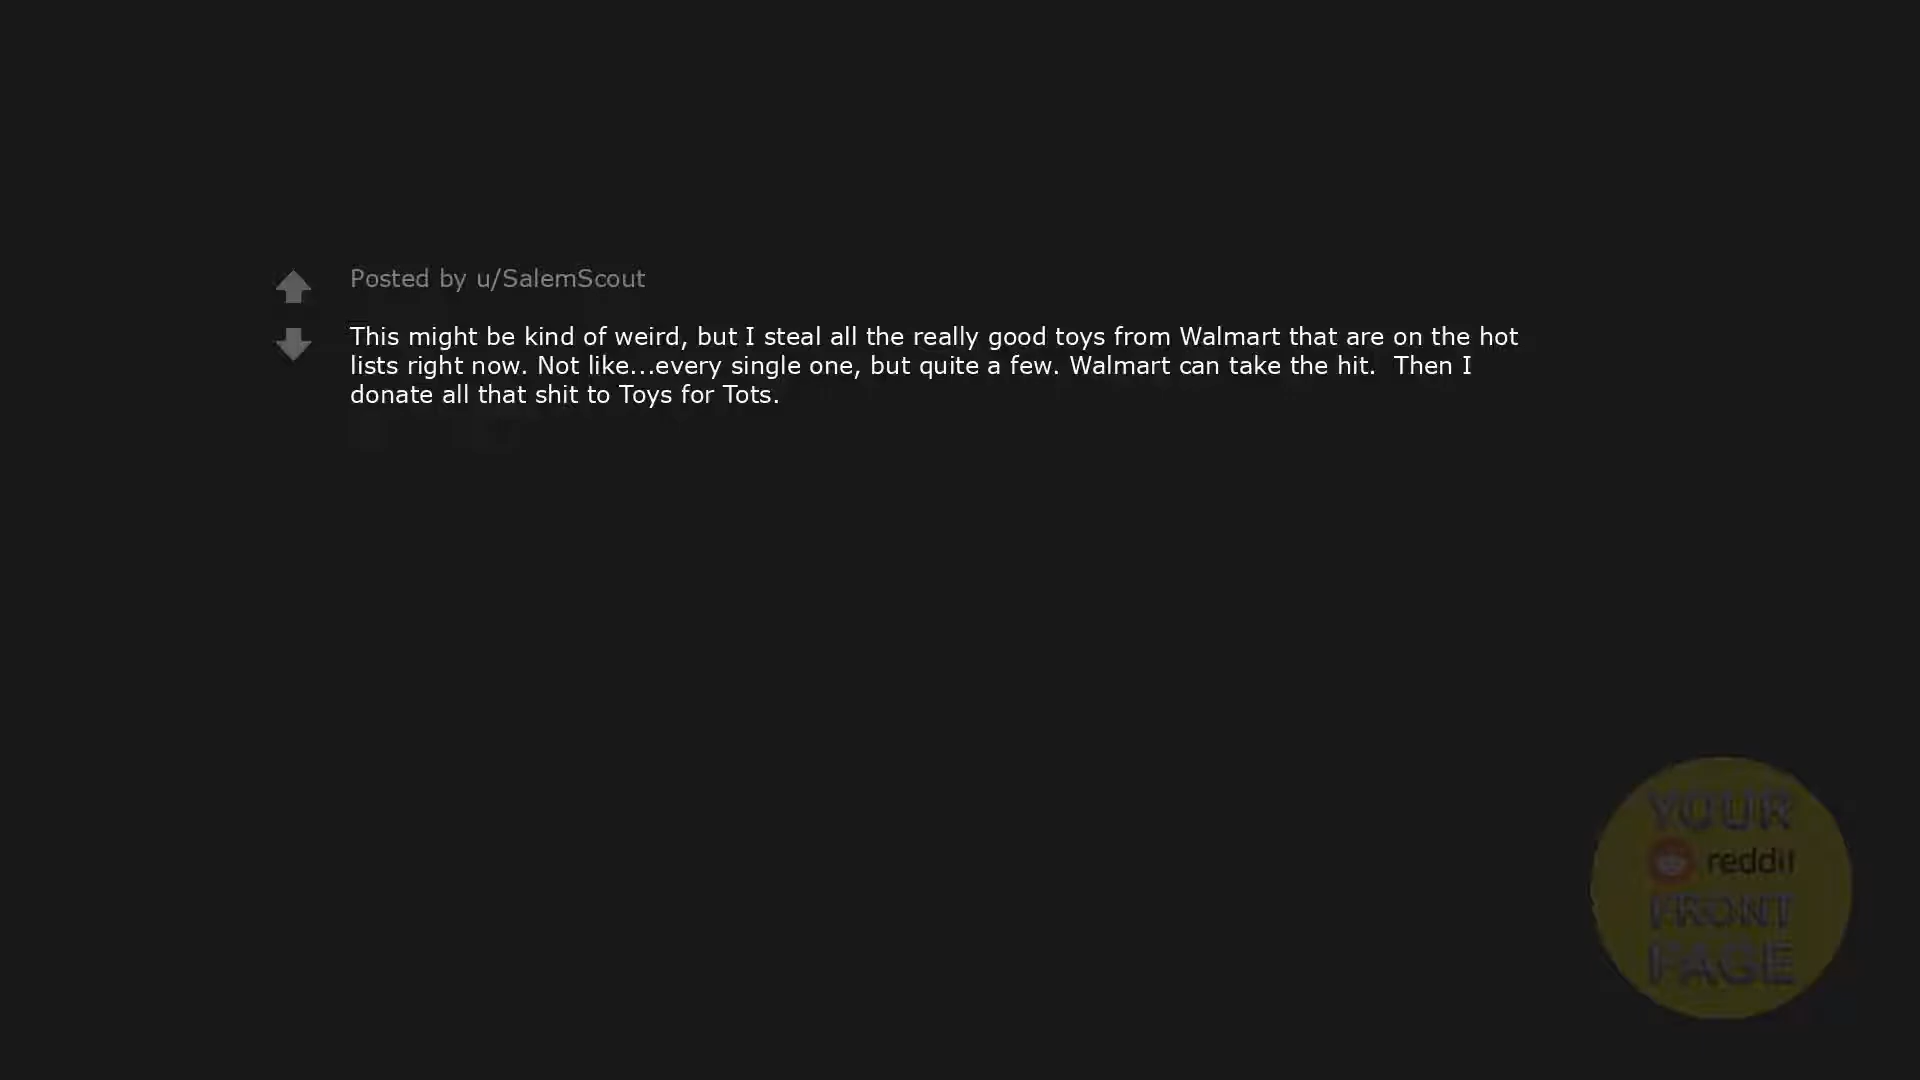 Posted by u/SalemScout
This might be kind of weird, but I steal all the really good toys from Walmart that are on the hot
lists right now. Not like...every single one, but quite a few. Walmart can take the hit.  Then I
donate all that shit to Toys for Tots.
YOUR
reddit
FRONT
PAGE